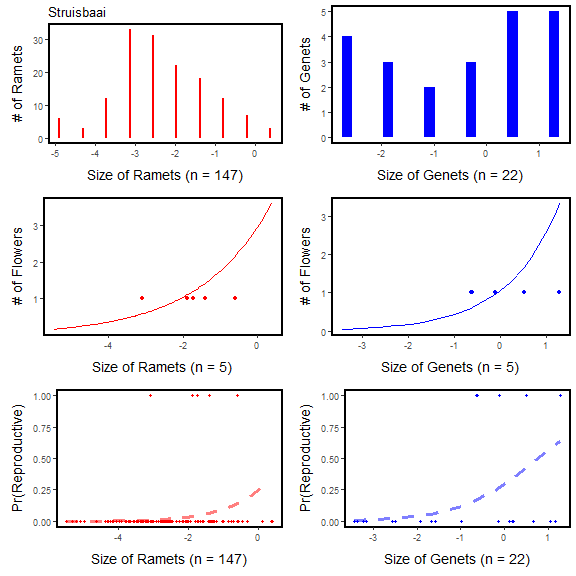 Struisbaai
# of Ramets
30
20
10
0
-5 -4 -3 -2 -1 0
Size of Ramets (n = 147)
# of Genets
5
4
3
2
1
0
-2 -1 0 1
Size of Genets (n = 22)
# of Flowers
3
2
1
-4 -2 0
Size of Ramets (n = 5)
# of Flowers
3
2
1
0
-3 -2 -1 0 1
Size of Genets (n = 5)
Pr(Reproductive)
1.00
0.75
0.50
0.25
0.00
-4 -2 0
Size of Ramets (n = 147)
Pr(Reproductive)
1.00
0.75
0.50
0.25
0.00
-3 -2 -1 0 1
Size of Genets (n = 22)